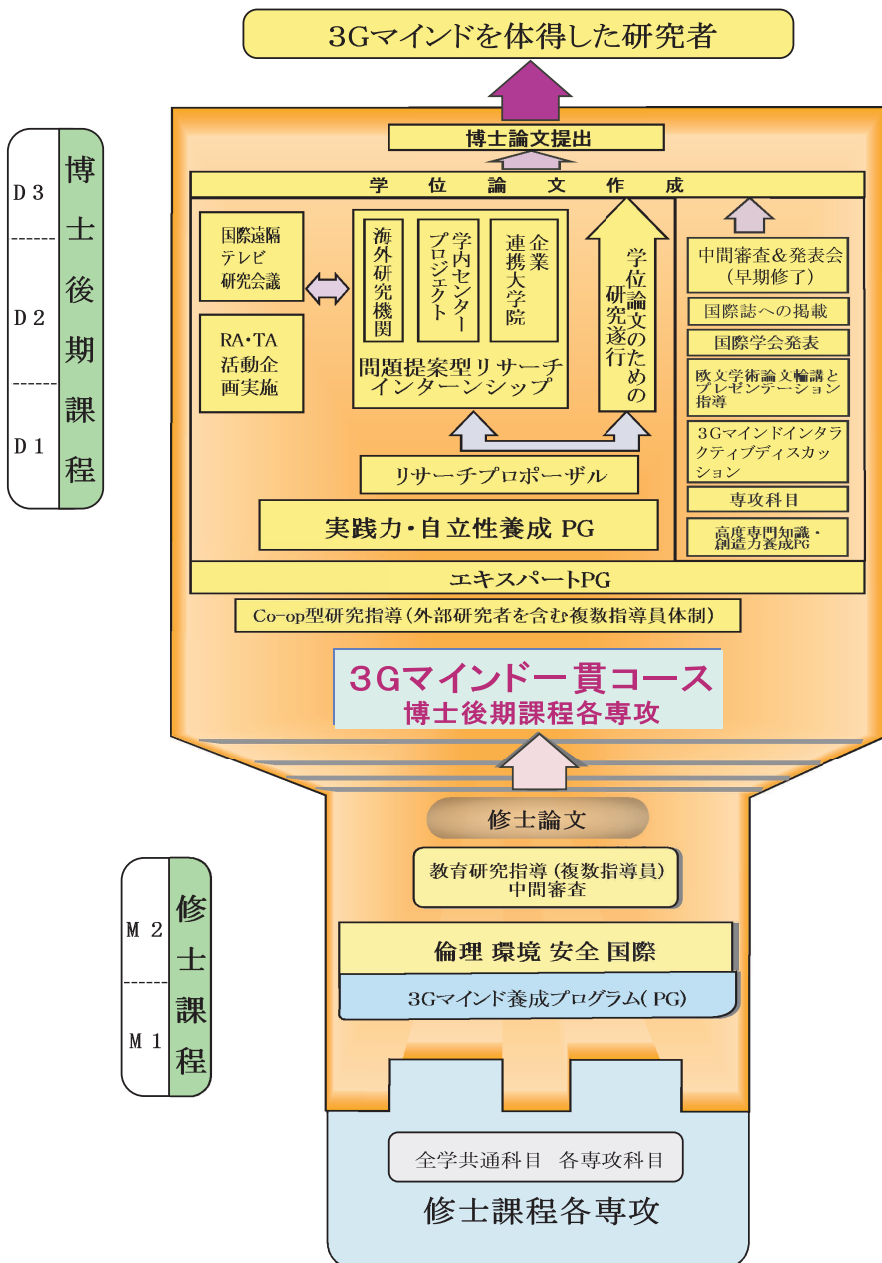 3Gマインドを体得した研究者
博士論文提出
学位論文作成
D3
D2
D1
博士後期課程
国際遠隔
テレビ
研究会議
RA・TA
活動企
画実施
海外研究機関
学内センター
プロジェクト
企業
連携大学院
問題提案型リサーチ
インターンシップ
学位論文のための
研究遂行
中間審査&発表会
(早期修了)
国際誌への掲載
国際学会発表
欧文学術論文輪講と
プレゼンテーション
指導
3Gマインドインタラ
クティブディスカッ
ション
専攻科目
高度専門知識・
創造力養成PG
リサーチプロポーザル
実践力・自立性養成 PG
エキスパートPG
Co-op型研究指導(外部研究者を含む複数指導員体制)
3Gマインド一貫コース
博士後期課程各専攻
修士論文
教育研究指導(複数指導員)
中間審査
M 2
M 1
修士課程
倫理 環境 安全 国際
3Gマインド養成プログラム( PG)
全学共通科目 各専攻科目
修士課程各専攻